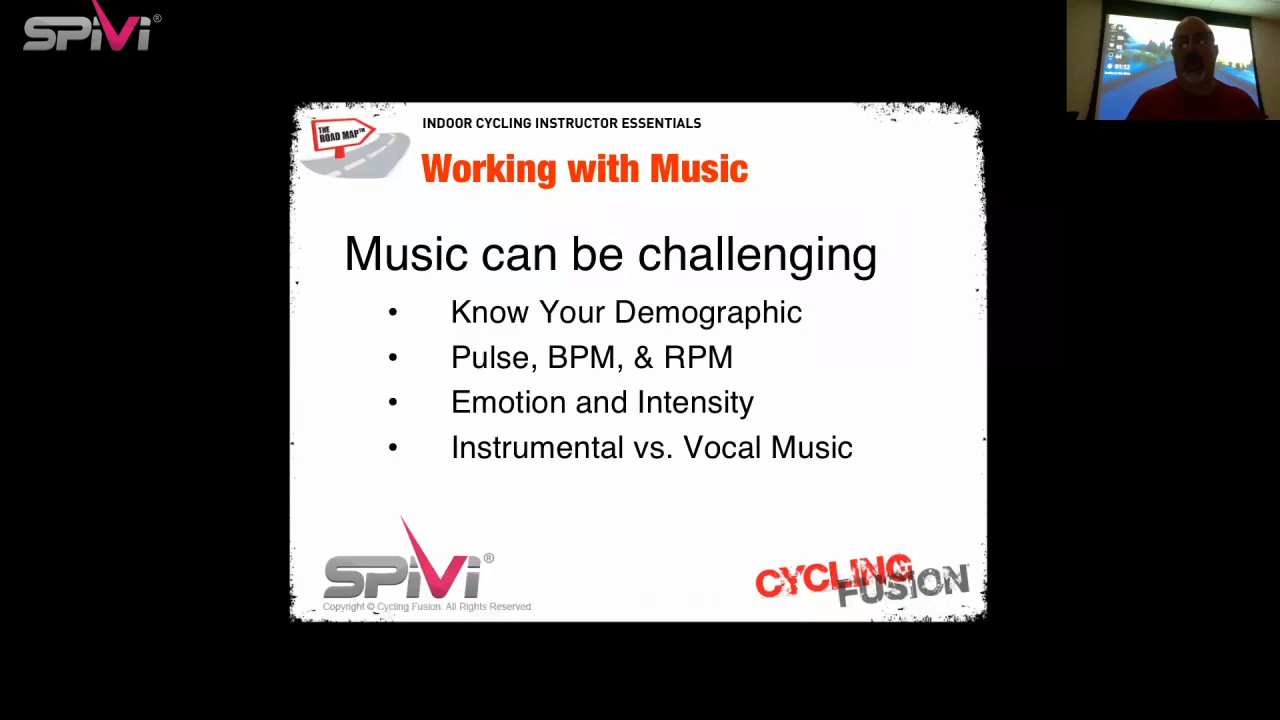 SPiVi®
INDOOR CYCLING INSTRUCTOR ESSENTIALS
THE
ROAD MAP™
Working with Music
Music can be challenging
• Know Your Demographic
• Pulse, BPM, & RPM
• Emotion and Intensity
• Instrumental vs. Vocal Music
SPiVi®
Copyright © Cycling Fusion. All Rights Reserved.
CYCLING
FUSION